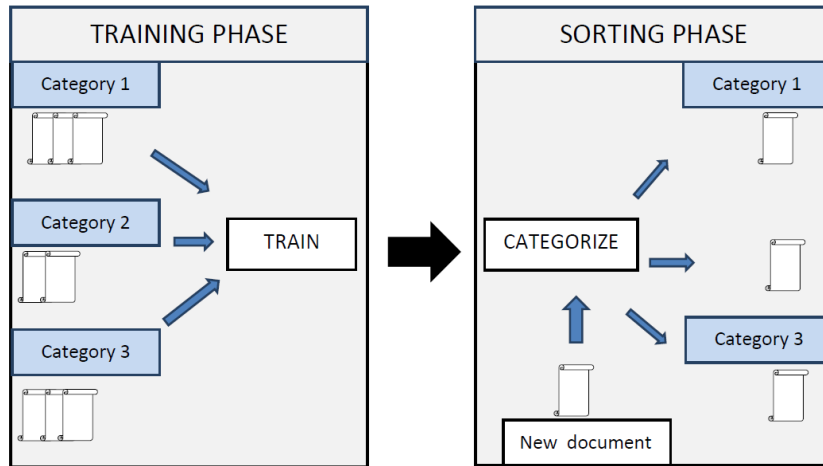 TRAINING PHASE
Category 1
Category 2
TRAIN
Category 3
SORTING PHASE
Category 1
CATEGORIZE
Category 3
New document